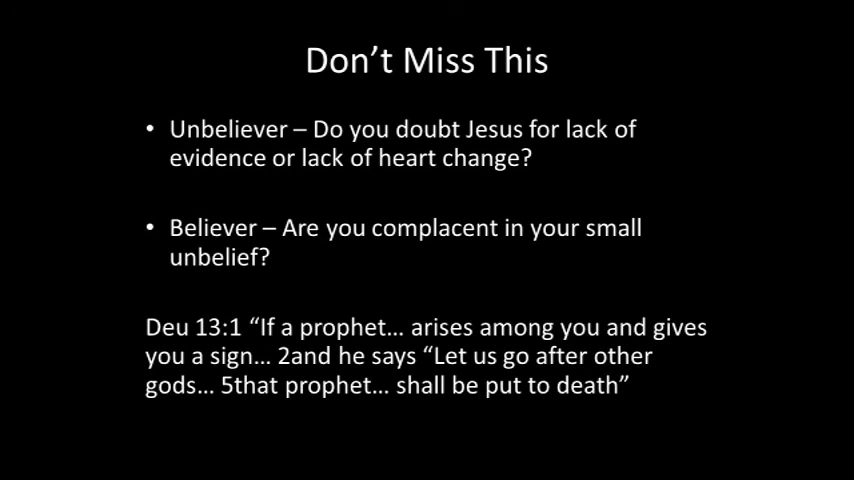 Don’t Miss This
• Unbeliever – Do you doubt Jesus for lack of
evidence or lack of heart change?
• Believer – Are you complacent in your small
unbelief?
Deu 13:1 “If a prophet… arises among you and gives
you a sign… 2and he says “Let us go after other
gods… 5that prophet… shall be put to death”